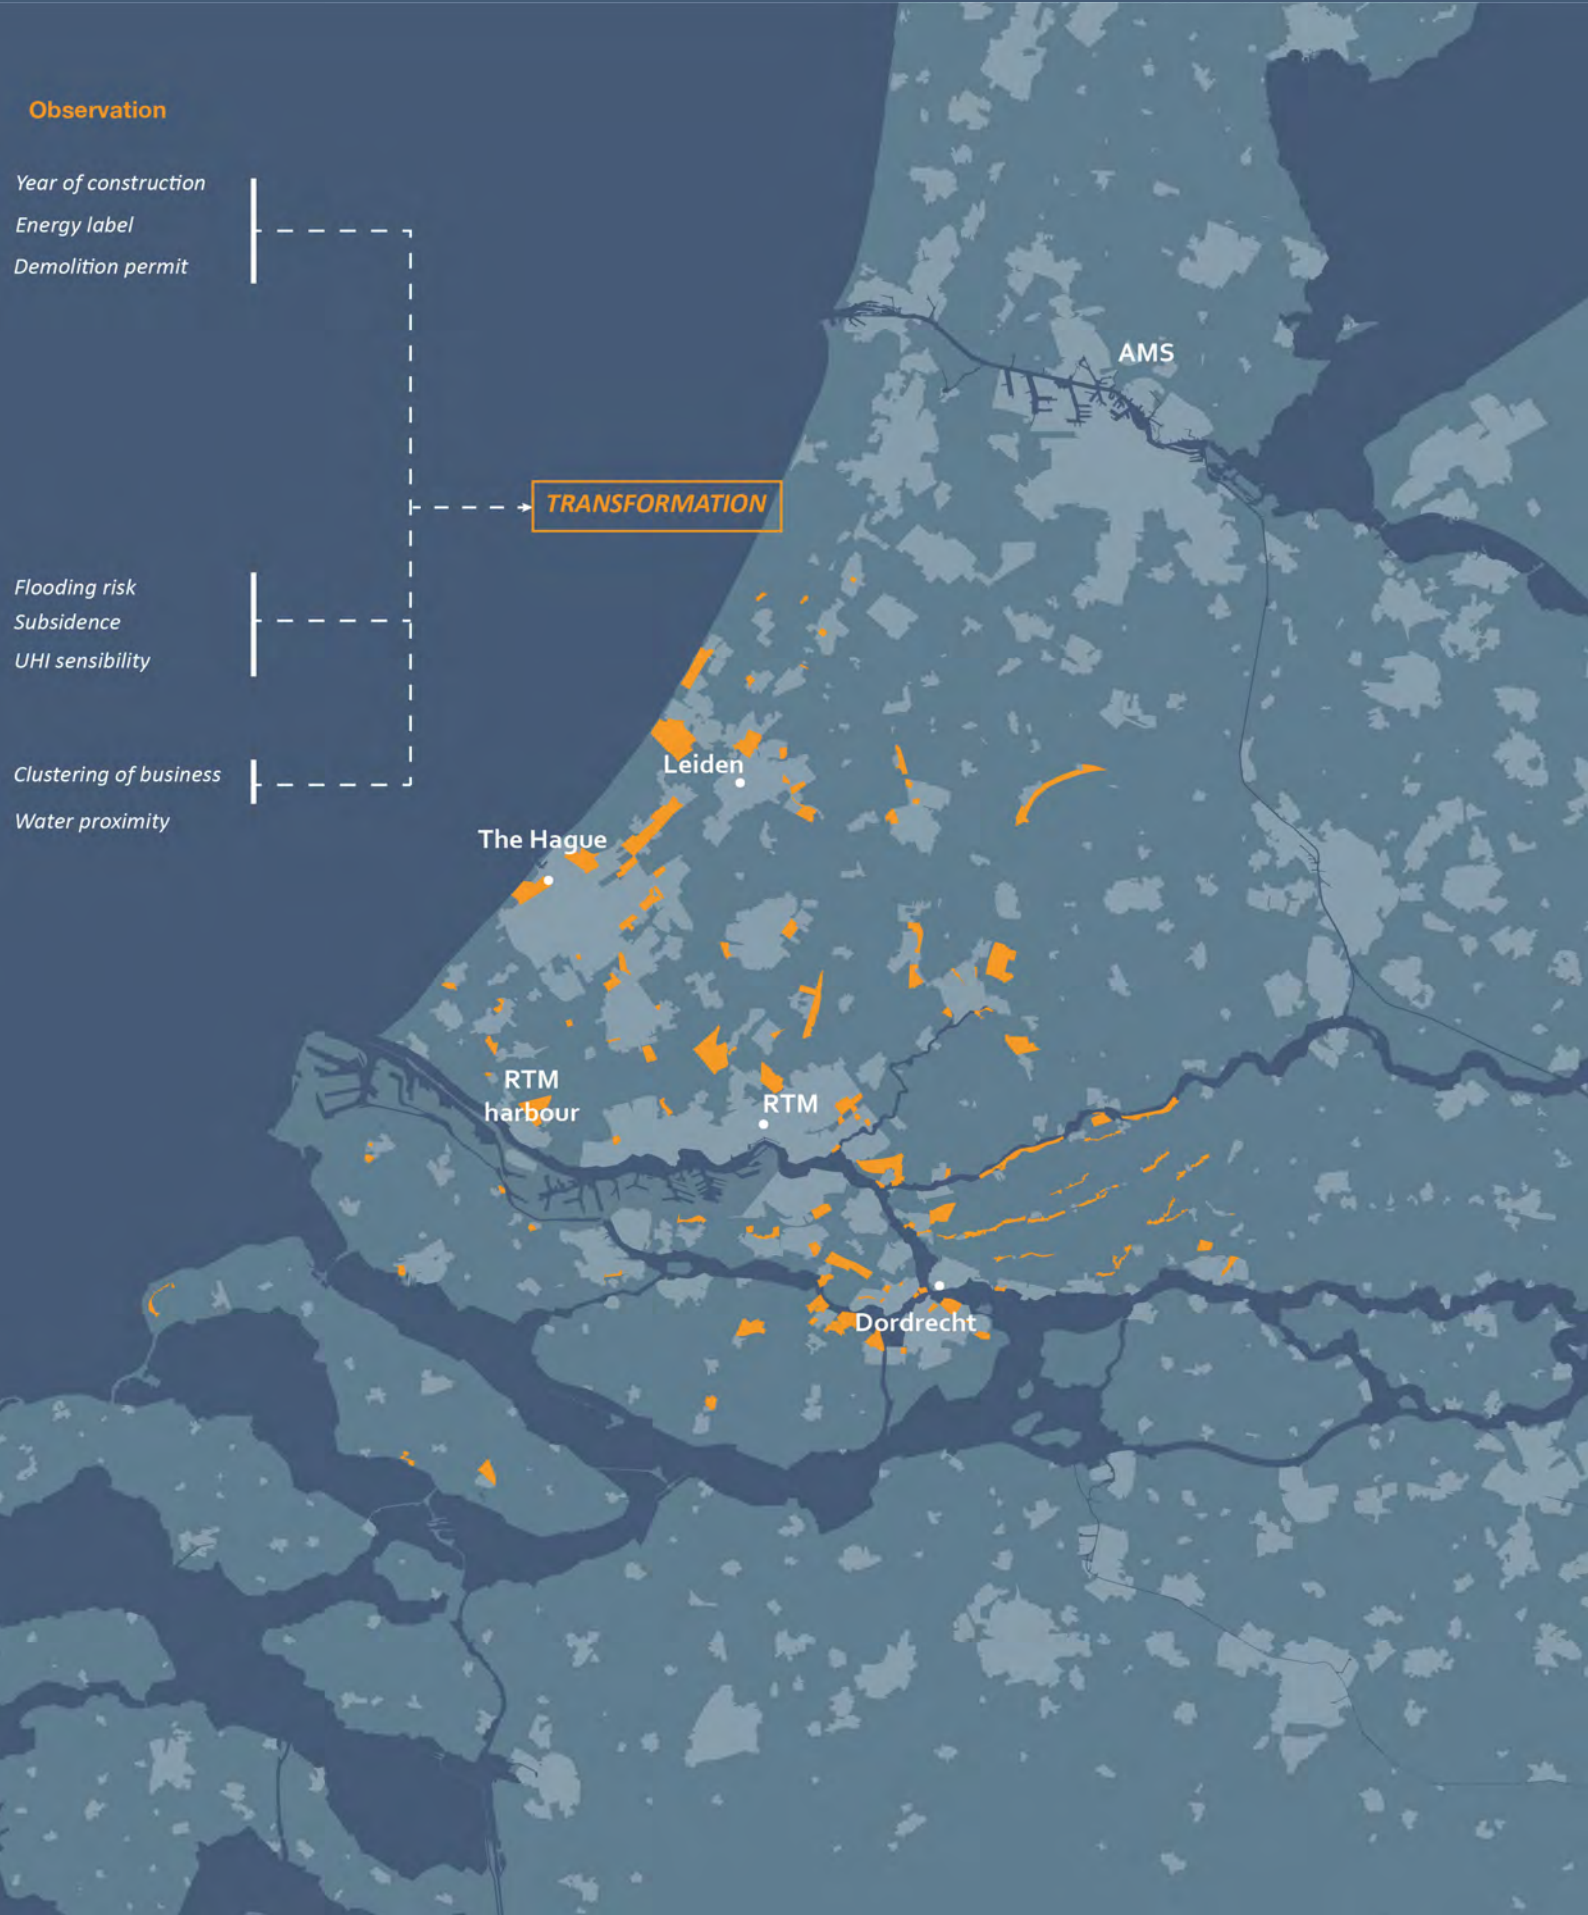 Observation
Year of construction
Energy label
Demolition permit
AMS
TRANSFORMATION
Flooding risk
Subsidence
UHI sensibility
Leiden
Clustering of business
Water proximity
The Hague
RTM
harbour
RTM
Dordrecht